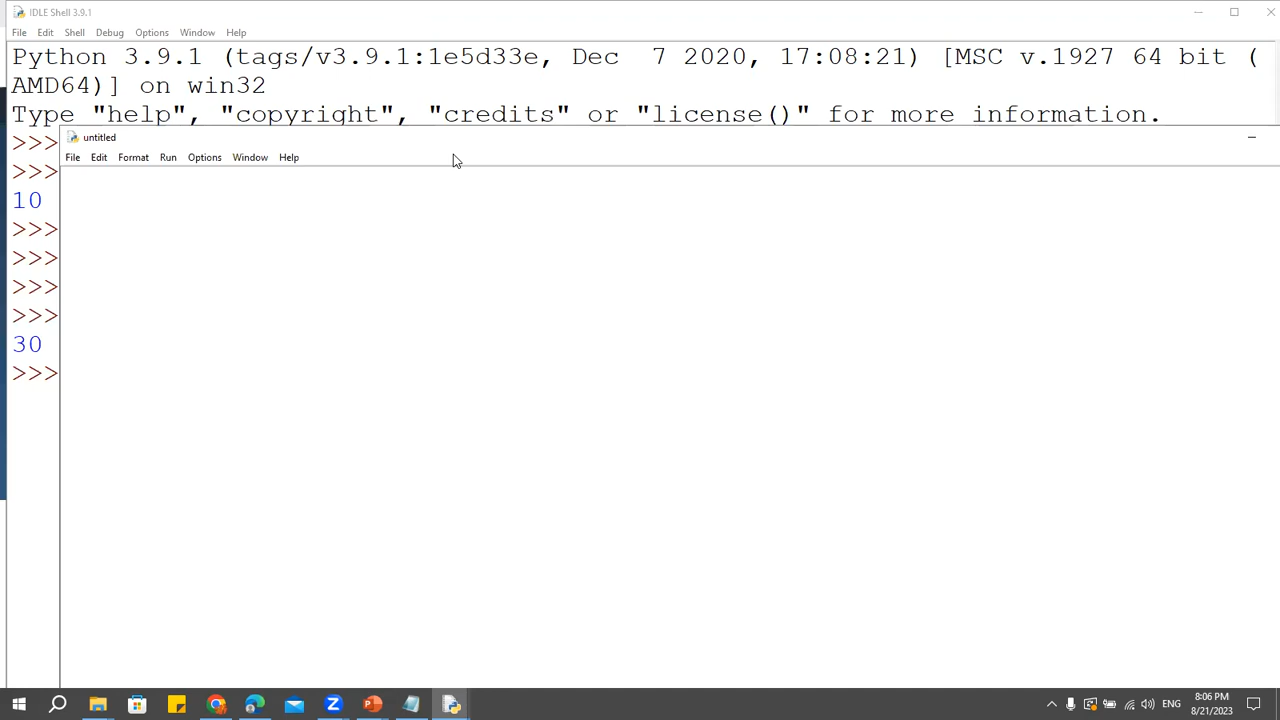 IDLE Shell 3.9.1
File Edit Shell Debug Options Window Help
Python 3.9.1 (tags/v3.9.1:1e5d33e, Dec  7 2020, 17:08:21) [MSC v.1927 64 bit (
AMD64)] on win32
Type "help", "copyright", "credits" or "license()" for more information.
>>>
untitled
File Edit Format Run Options Window Help
>>>
10
>>>
>>>
>>>
>>>
30
>>>
ENG
8:06 PM
8/21/2023